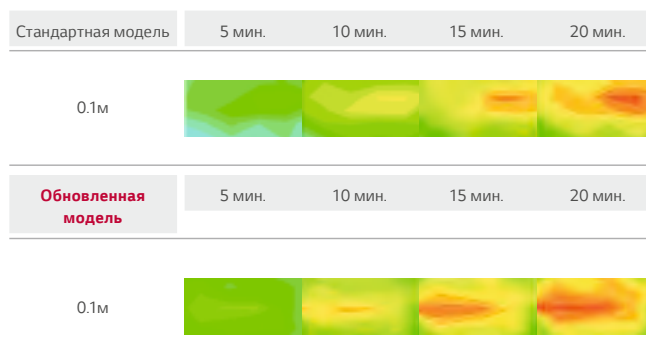 Стандартная модель 5 мин. 10 мин. 15 мин. 20 мин.
0.1м
Обновленная 5 мин. 10 мин. 15 мин. 20 мин.
модель
0.1м